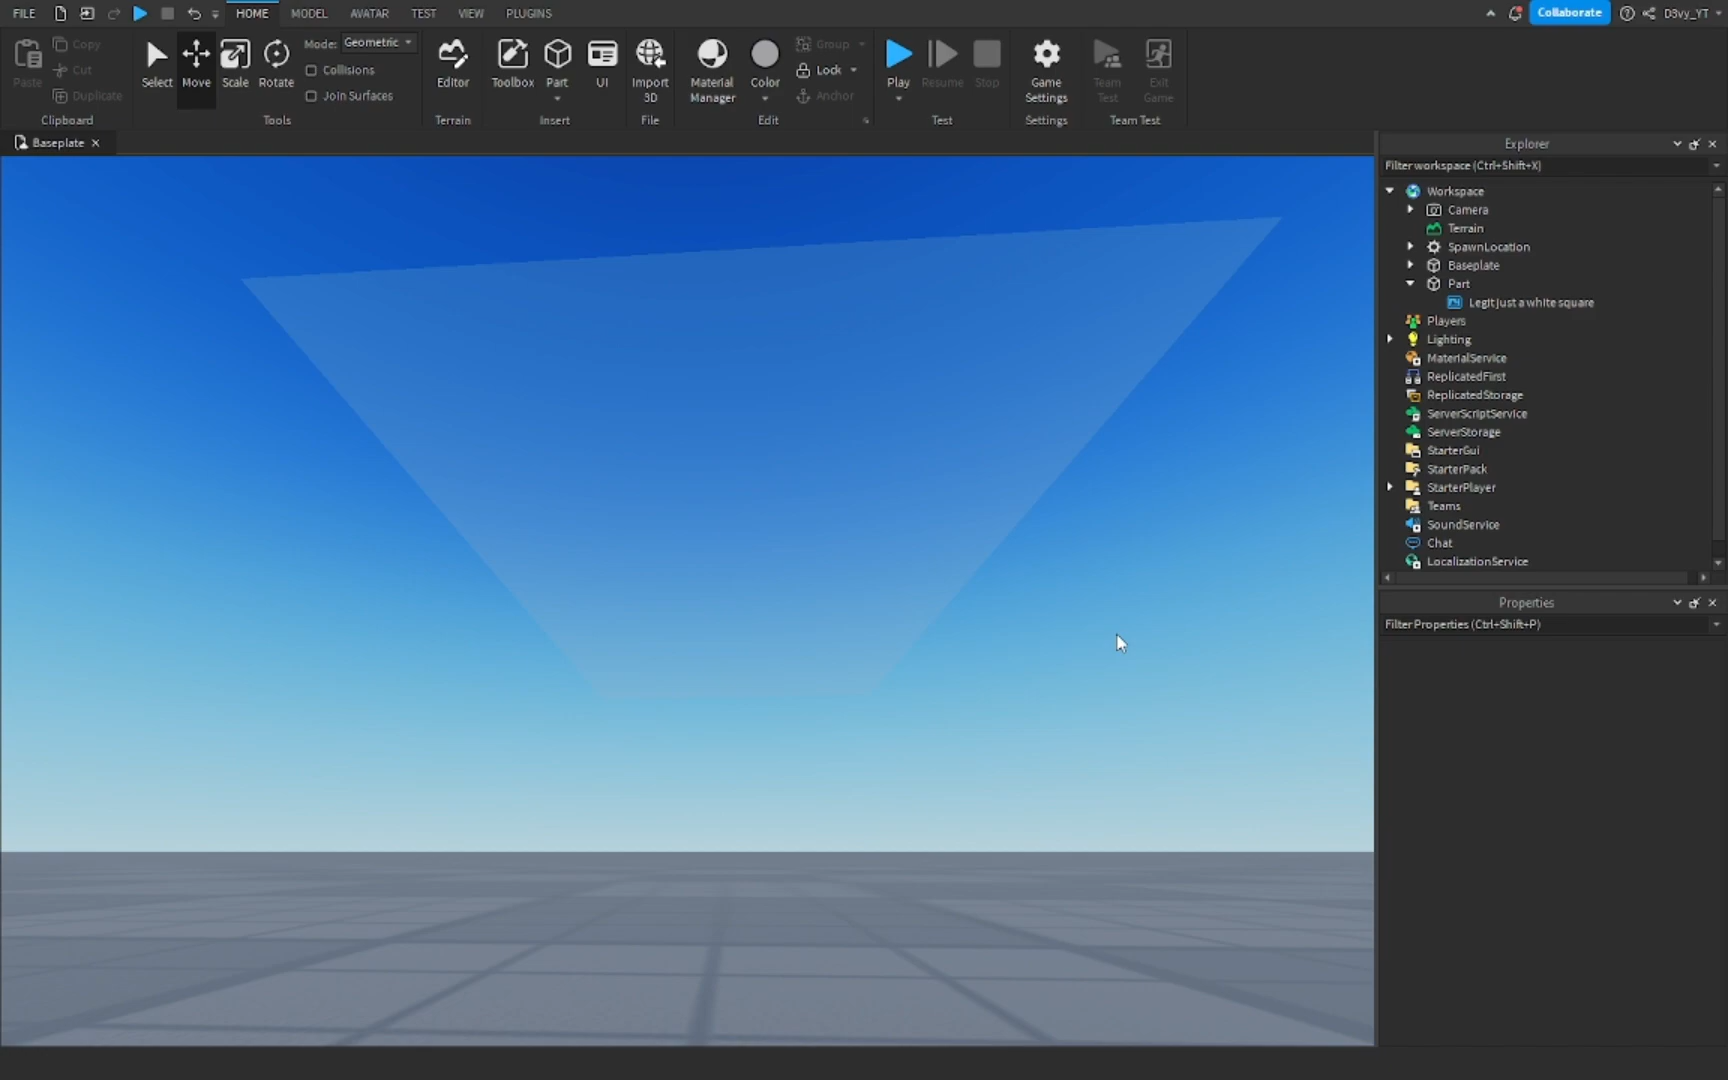 FILE HOME MODEL AVATAR TEST VIEW PLUGINS Collaborate D3vy_YT
Paste Copy Cut Duplicate Clipboard
Select Move Scale Rotate Mode: Geometric Collisions Join Surfaces Tools
Editor Terrain
Toolbox Part UI Insert
Import 3D File
Material Manager Color Group Lock Anchor Edit
Play Resume Stop Test
Game Settings Settings
Team Test Exit Game Team Test
Baseplate
Explorer
Filter workspace (Ctrl+Shift+X)
Workspace
Camera
Terrain
SpawnLocation
Baseplate
Part
Legit just a white square
Players
Lighting
MaterialService
ReplicatedFirst
ReplicatedStorage
ServerScriptService
ServerStorage
StarterGui
StarterPack
StarterPlayer
Teams
SoundService
Chat
LocalizationService
Properties
Filter Properties (Ctrl+Shift+P)